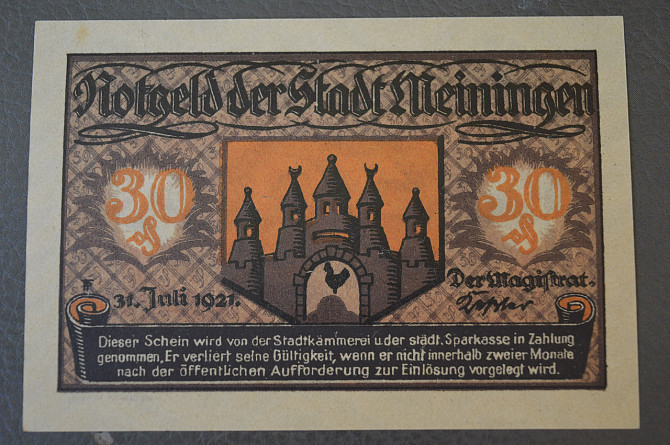 Notgeld der Stadt Meiningen
30 30
31. Juli 1921. Der Magistrat.
Dieser Schein wird von der Stadtkämmerei u.der städt. Sparkasse in Zahlung
genommen. Er verliert seine Gültigkeit, wenn er nicht innerhalb zweier Monate
nach der öffentlichen Aufforderung zur Einlösung vorgelegt wird.